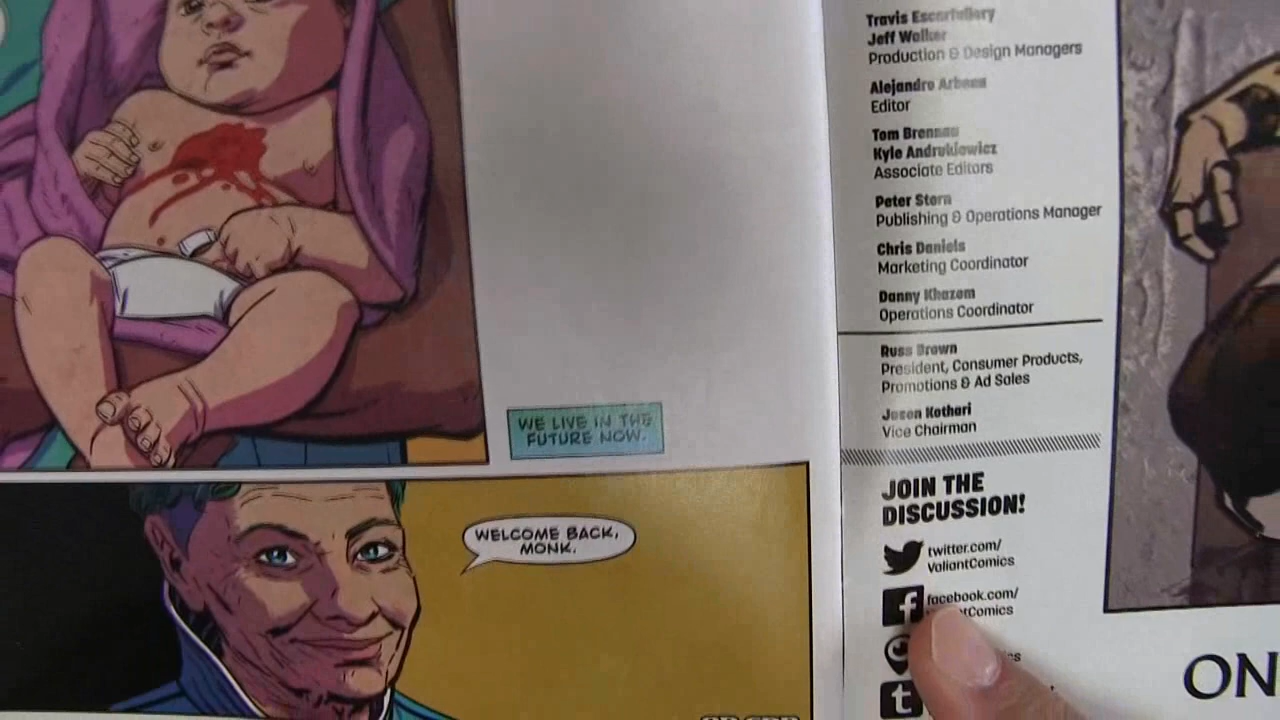 WE LIVE IN THE
FUTURE NOW.
WELCOME BACK,
MONK.
Travis Escarfullery
Jeff Walker
Production & Design Managers
Alejandro Arbona
Editor
Tom Brennan
Kyle Andrukiewicz
Associate Editors
Peter Stern
Publishing & Operations Manager
Chris Daniels
Marketing Coordinator
Danny Khazem
Operations Coordinator
Russ Brown
President, Consumer Products,
Promotions & Ad Sales
Jason Kothari
Vice Chairman
JOIN THE
DISCUSSION!
twitter.com/
ValiantComics
facebook.com/
ON